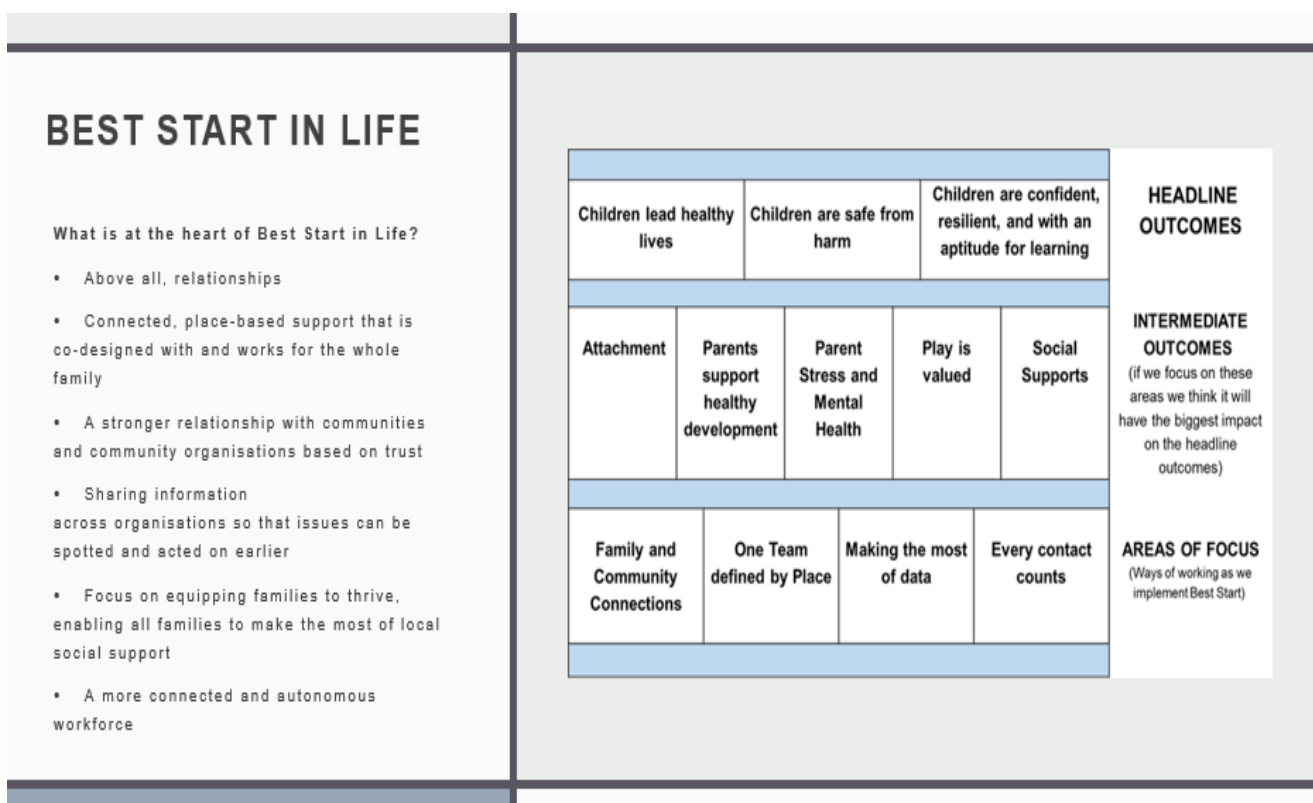 BEST START IN LIFE
What is at the heart of Best Start in Life?
• Above all, relationships
• Connected, place-based support that is
co-designed with and works for the whole
family
• A stronger relationship with communities
and community organisations based on trust
• Sharing information
across organisations so that issues can be
spotted and acted on earlier
• Focus on equipping families to thrive,
enabling all families to make the most of local
social support
• A more connected and autonomous
workforce
Children lead healthy
lives
Children are safe from
harm
Children are confident,
resilient, and with an
aptitude for learning
HEADLINE
OUTCOMES
Attachment
Parents
support
healthy
development
Parent
Stress and
Mental
Health
Play is
valued
Social
Supports
INTERMEDIATE
OUTCOMES
(if we focus on these
areas we think it will
have the biggest impact
on the headline
outcomes)
Family and
Community
Connections
One Team
defined by Place
Making the most
of data
Every contact
counts
AREAS OF FOCUS
(Ways of working as we
implement Best Start)